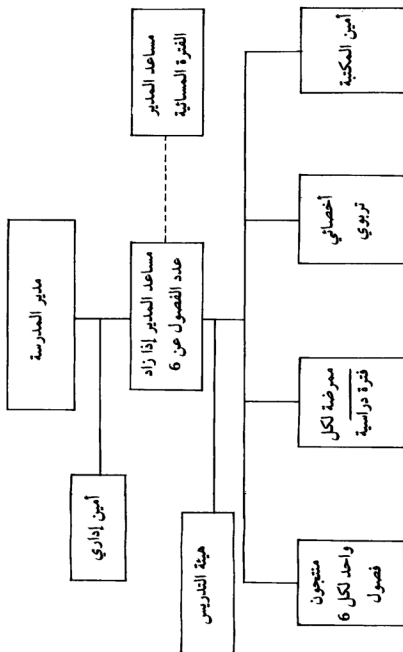 مدير المدرسة
أمين إداري
مساعد المدير إذا زاد
عدد الفصول عن 6
مساعد المدير
الفترة المسائية
هيئة التدريس
أمين المكتبة
أخصائي
تربوي
ممرضة لكل
فترة دراسية
منتجون
واحد لكل 6
فصول